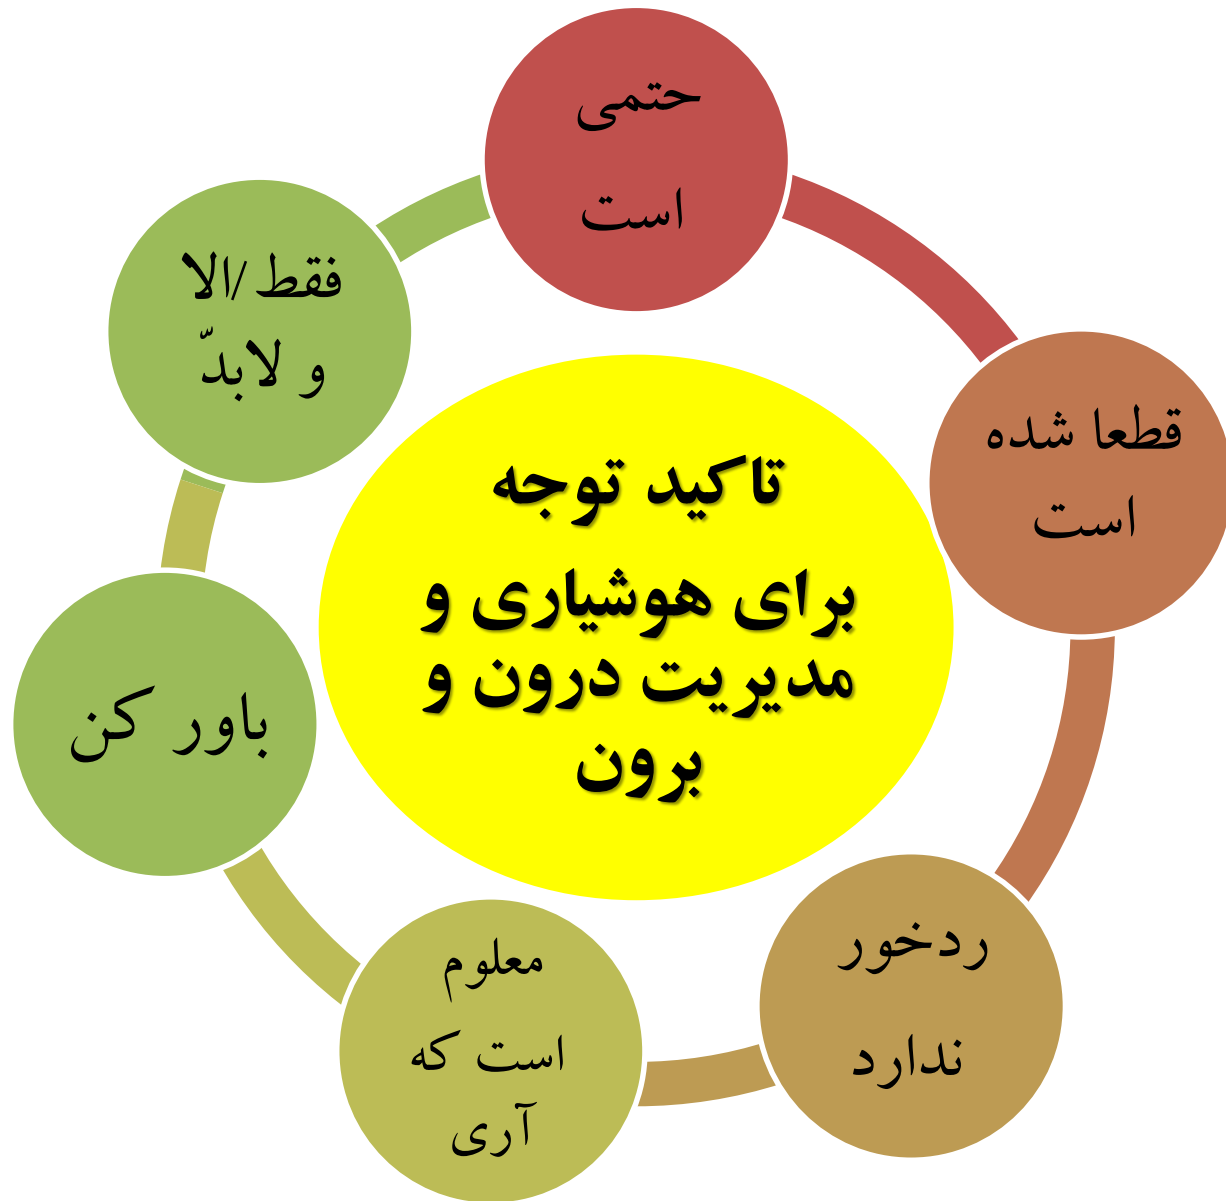 حتمی
است
قطعا شده
است
ردخور
ندارد
معلوم
است که
آری
باور کن
فقط/الا
و لابدّ
تاکید توجه
برای هوشیاری و
مدیریت درون و
برون